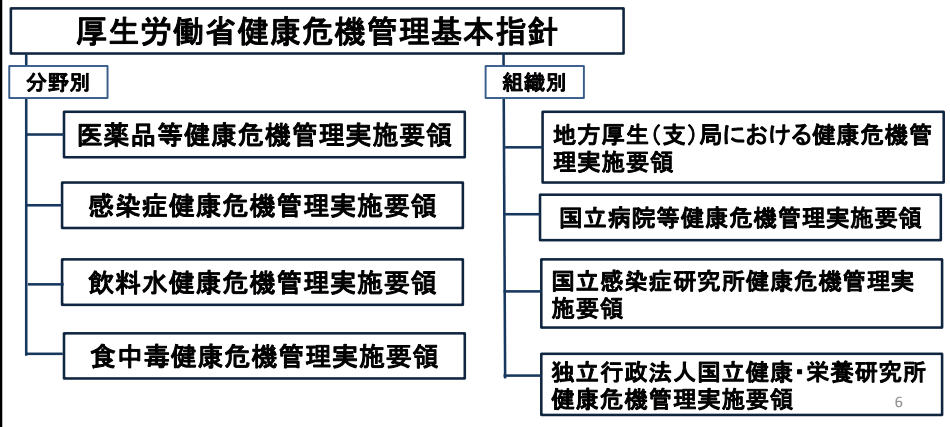 厚生労働省健康危機管理基本指針
分野別
医薬品等健康危機管理実施要領
感染症健康危機管理実施要領
飲料水健康危機管理実施要領
食中毒健康危機管理実施要領
組織別
地方厚生(支)局における健康危機管
理実施要領
国立病院等健康危機管理実施要領
国立感染症研究所健康危機管理実
施要領
独立行政法人国立健康・栄養研究所
健康危機管理実施要領
6